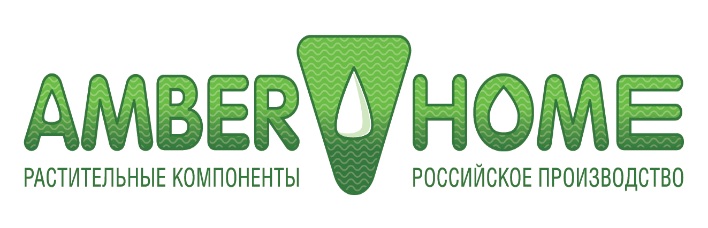 AMBER HOME
РАСТИТЕЛЬНЫЕ КОМПОНЕНТЫ РОССИЙСКОЕ ПРОИЗВОДСТВО